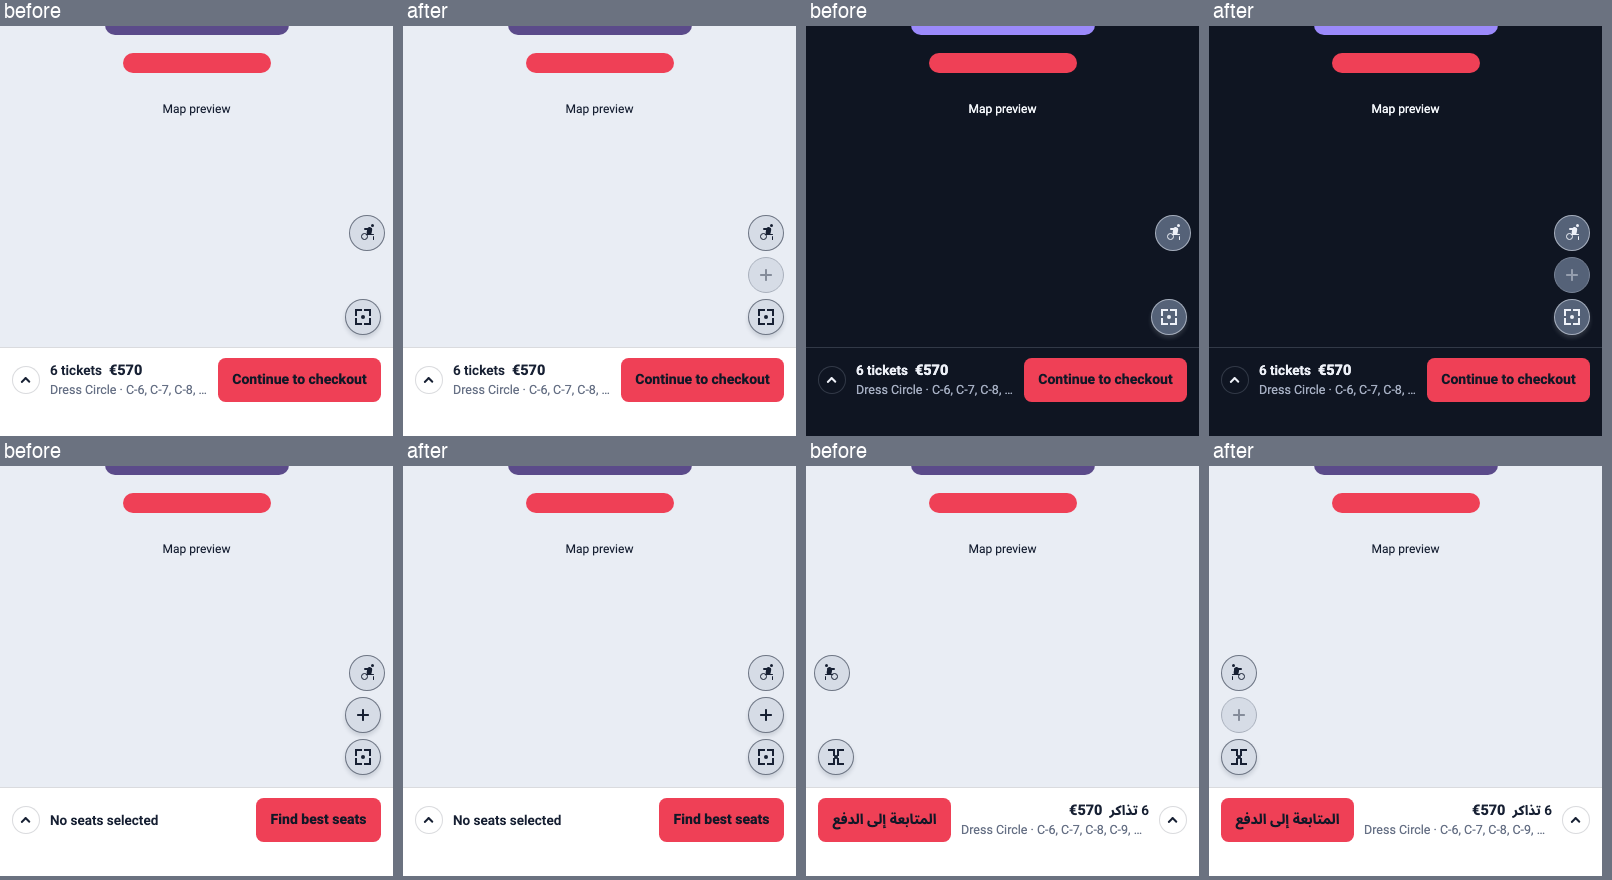 before
after
before
after
Map preview
Map preview
Map preview
Map preview
6 tickets €570
Dress Circle · C-6, C-7, C-8, ...
Continue to checkout
6 tickets €570
Dress Circle · C-6, C-7, C-8, ...
Continue to checkout
6 tickets €570
Dress Circle · C-6, C-7, C-8, ...
Continue to checkout
6 tickets €570
Dress Circle · C-6, C-7, C-8, ...
Continue to checkout
before
after
before
after
Map preview
Map preview
Map preview
Map preview
No seats selected
Find best seats
No seats selected
Find best seats
6 تذاكر €570
Dress Circle · C-6, C-7, C-8, C-9, ...
المتابعة إلى الدفع
6 تذاكر €570
Dress Circle · C-6, C-7, C-8, C-9, ...
المتابعة إلى الدفع